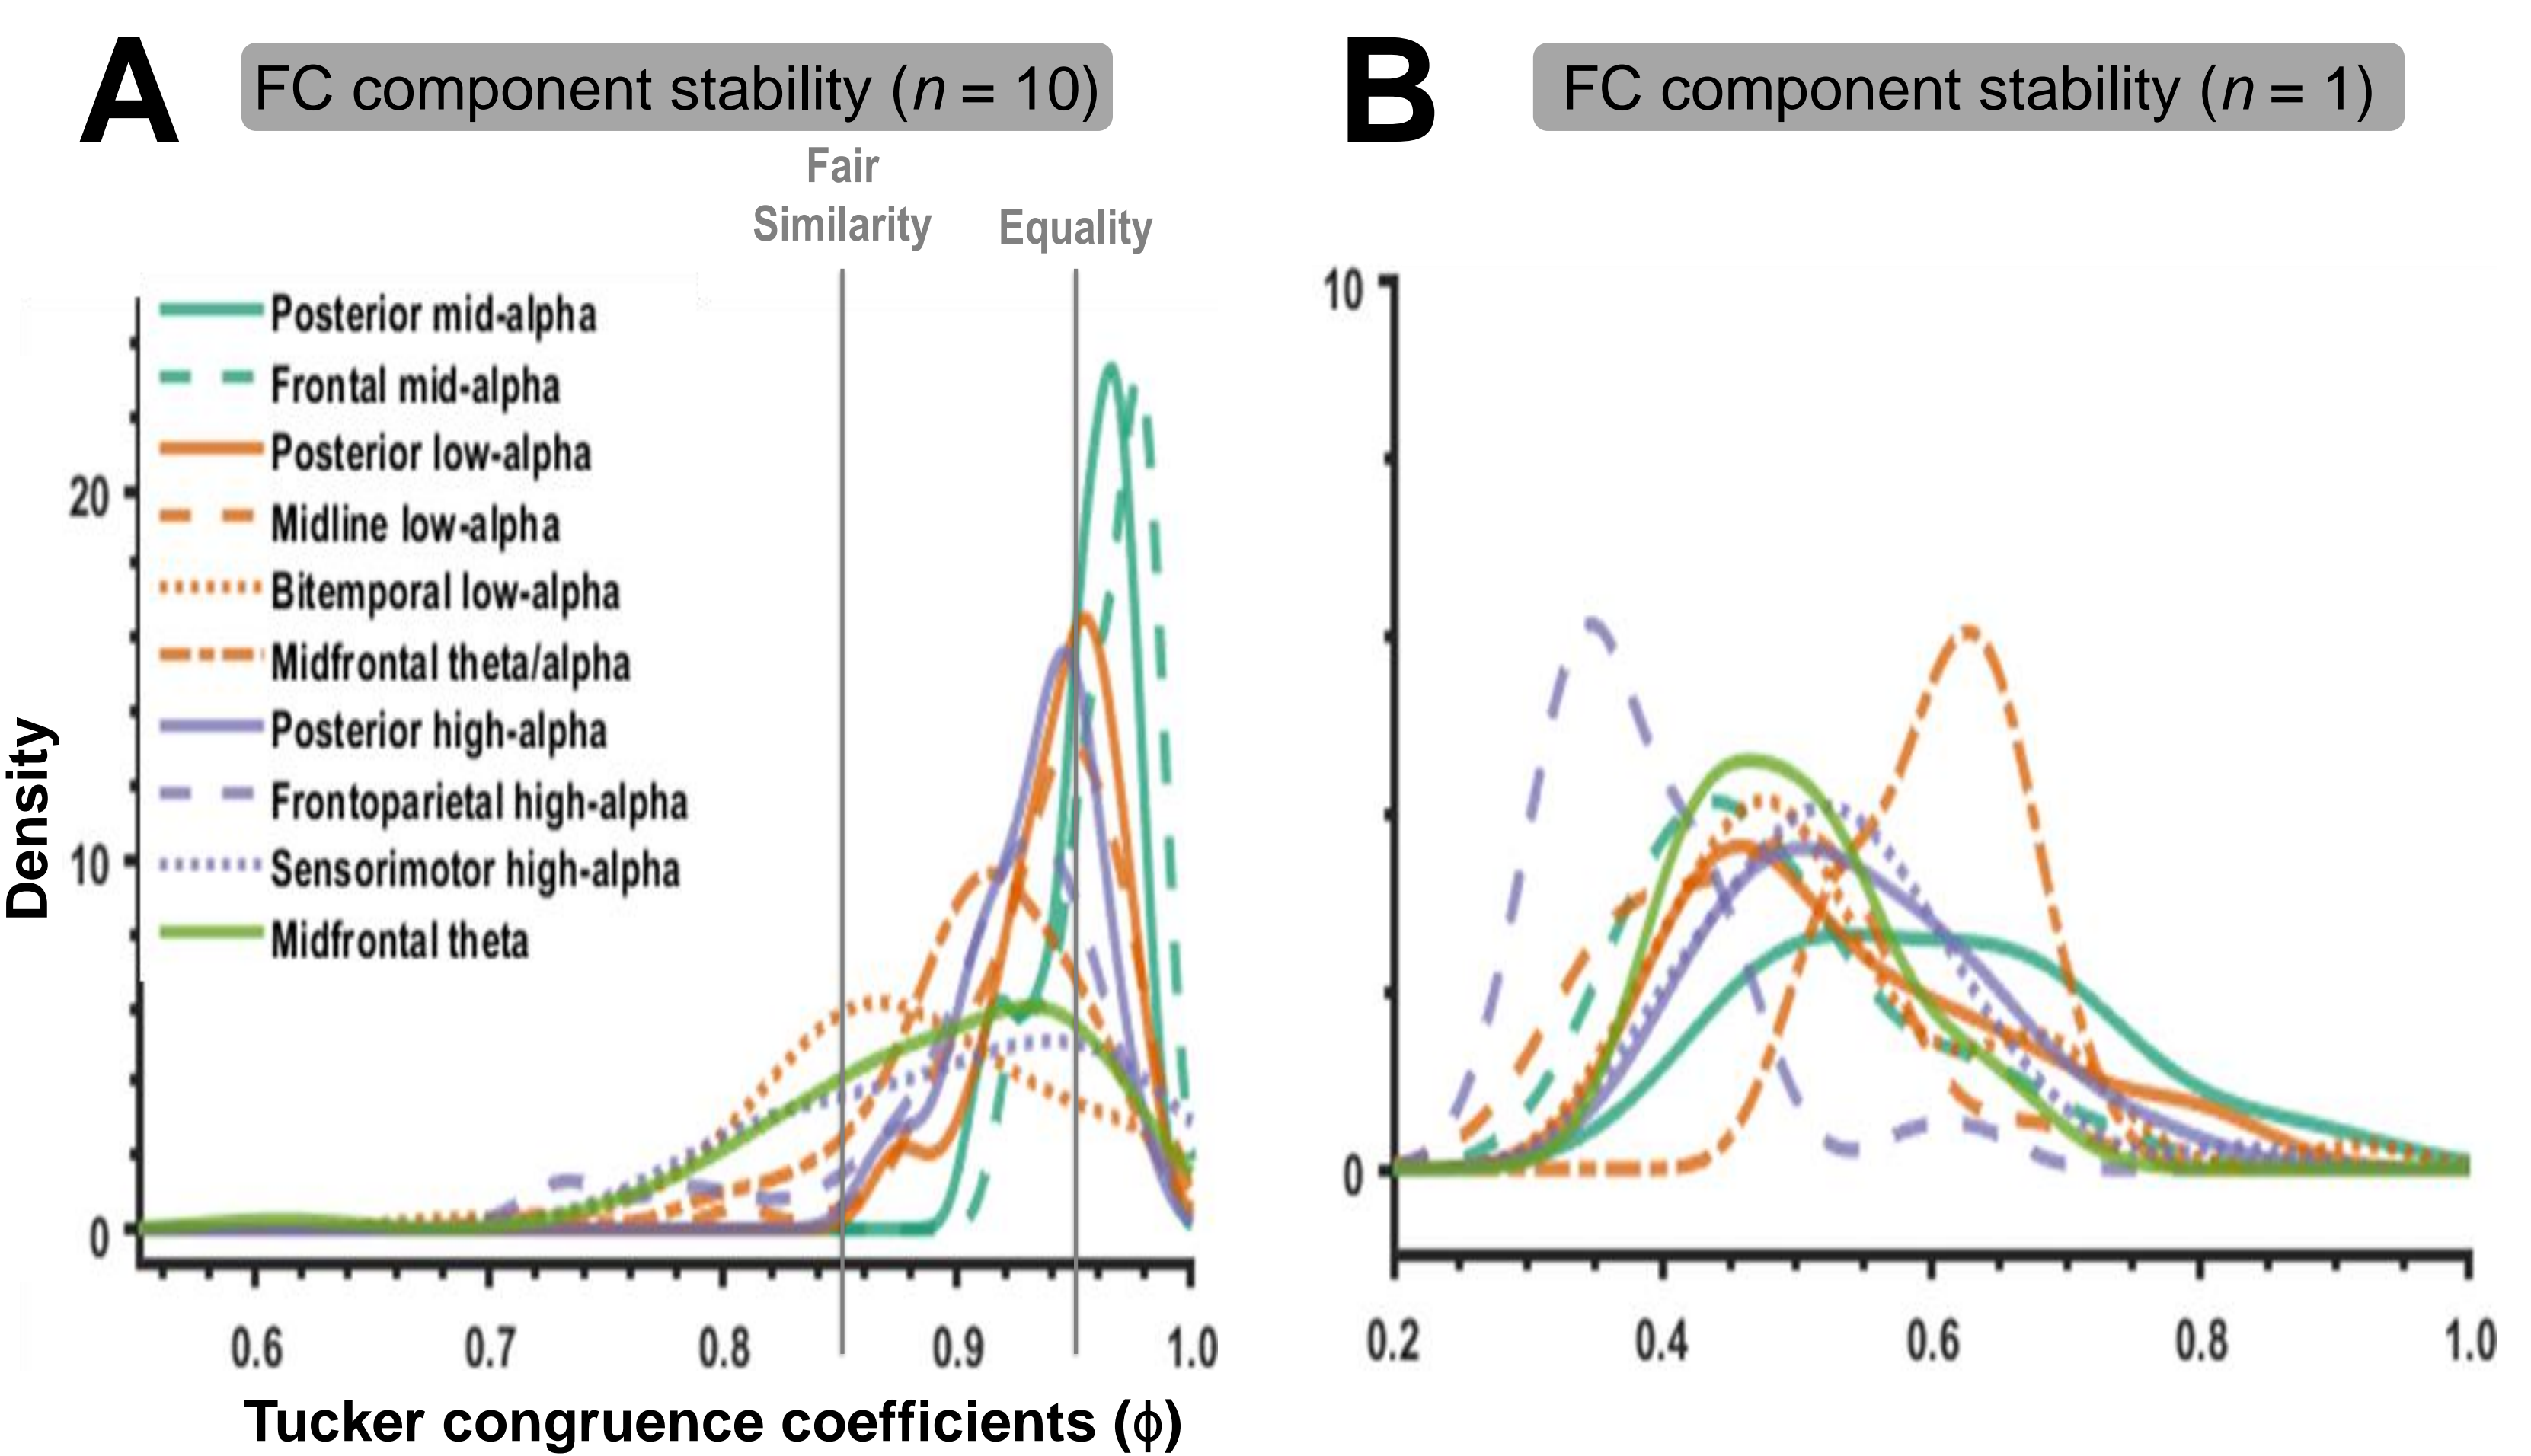 A
FC component stability (n = 10)
Fair
Similarity
Equality
Posterior mid-alpha
Frontal mid-alpha
Posterior low-alpha
Midline low-alpha
Bitemporal low-alpha
Midfrontal theta/alpha
Posterior high-alpha
Frontoparietal high-alpha
Sensorimotor high-alpha
Midfrontal theta
Density
20
10
0
0.6 0.7 0.8 0.9 1.0
Tucker congruence coefficients (ϕ)
B
FC component stability (n = 1)
10
0
0.2 0.4 0.6 0.8 1.0